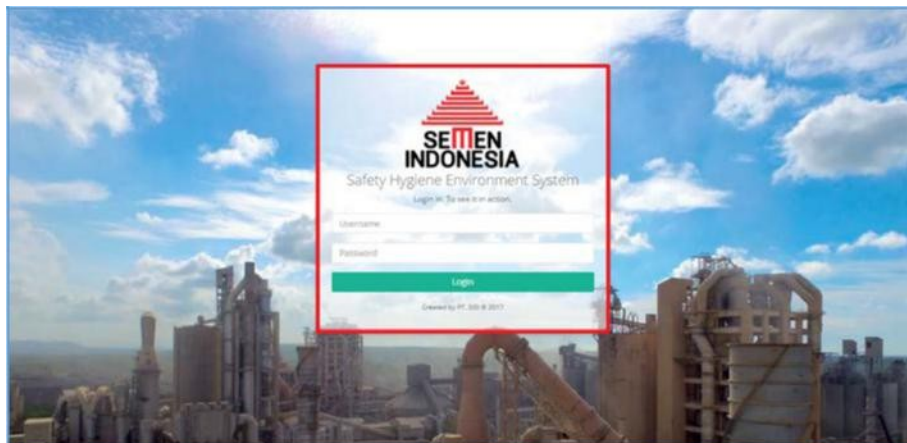 SEMEN
INDONESIA
Safety Hygiene Environment System
Login in. To see it in action.
Username
Password
Login
Created by PT. © 2017